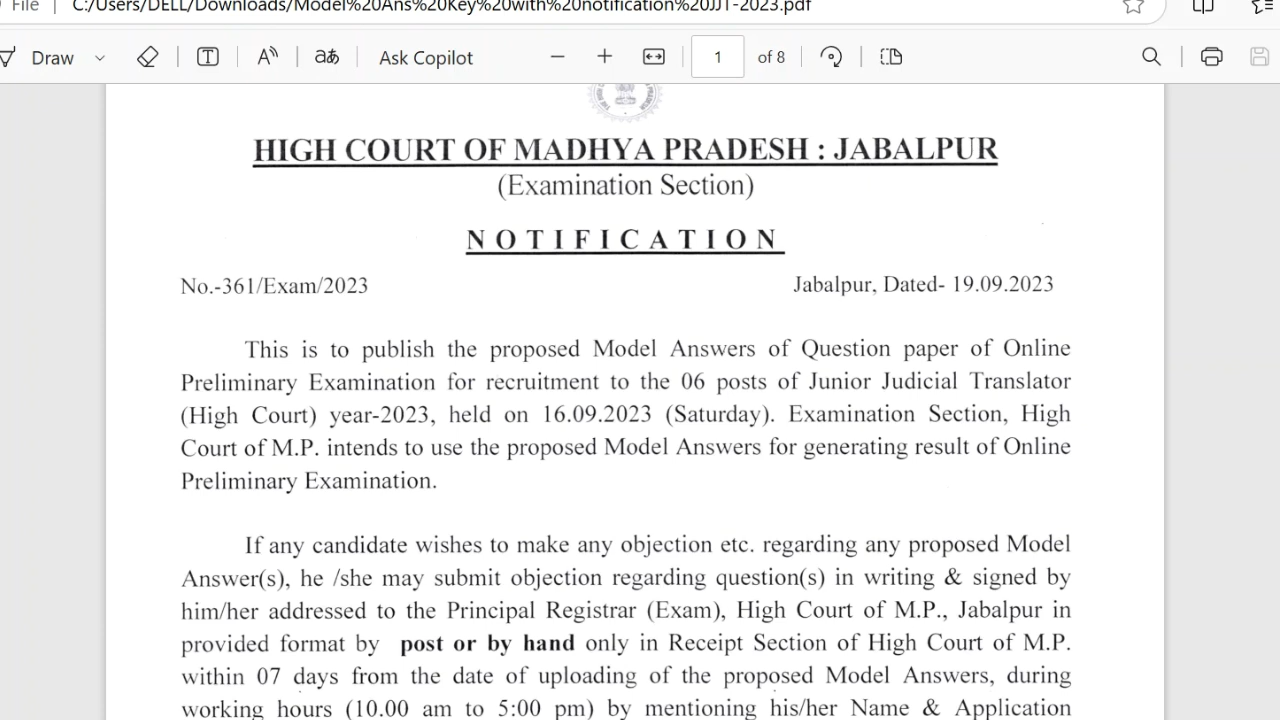 File | C:/Users/DELL/Downloads/Model%20Ans%20Key%20with%20notification%20JJT-2023.pdf
Draw | T | A | aあ Ask Copilot — + 1 of 8
HIGH COURT OF MADHYA PRADESH : JABALPUR
(Examination Section)
NOTIFICATION
No.-361/Exam/2023 Jabalpur, Dated- 19.09.2023
This is to publish the proposed Model Answers of Question paper of Online
Preliminary Examination for recruitment to the 06 posts of Junior Judicial Translator
(High Court) year-2023, held on 16.09.2023 (Saturday). Examination Section, High
Court of M.P. intends to use the proposed Model Answers for generating result of Online
Preliminary Examination.
If any candidate wishes to make any objection etc. regarding any proposed Model
Answer(s), he /she may submit objection regarding question(s) in writing & signed by
him/her addressed to the Principal Registrar (Exam), High Court of M.P., Jabalpur in
provided format by post or by hand only in Receipt Section of High Court of M.P.
within 07 days from the date of uploading of the proposed Model Answers, during
working hours (10.00 am to 5:00 pm) by mentioning his/her Name & Application